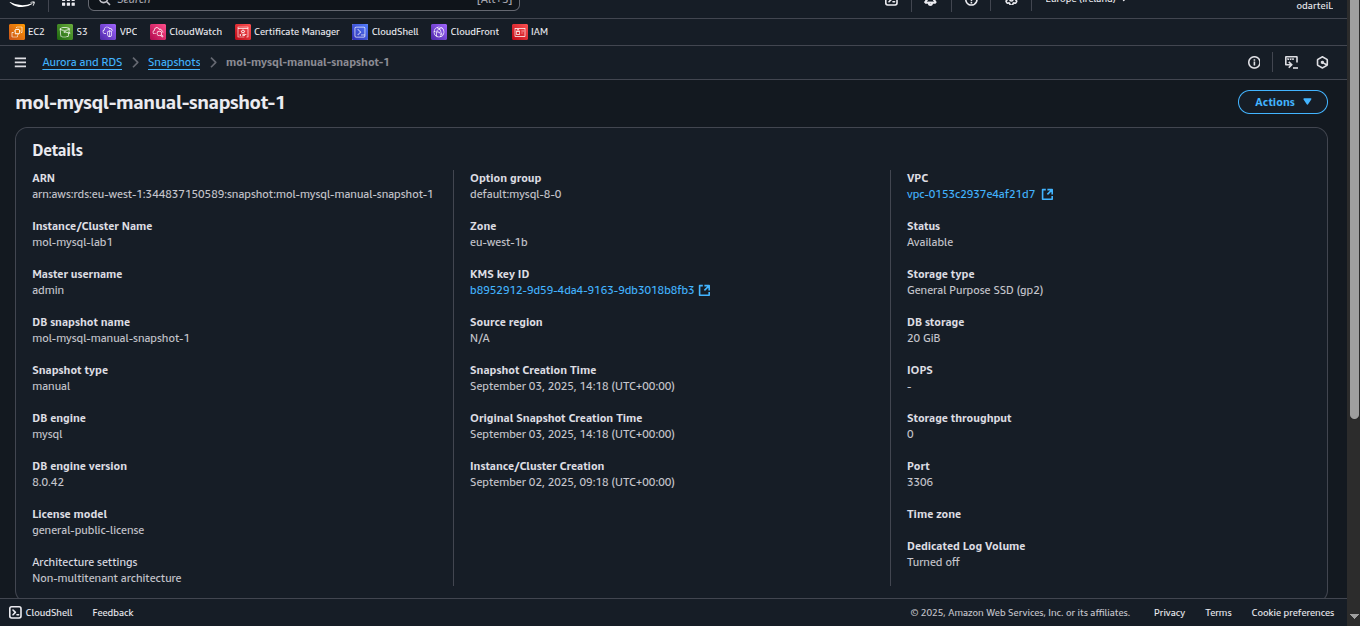 Search
[Alt+S]
Europe (Ireland)
odarteiL
EC2
S3
VPC
CloudWatch
Certificate Manager
CloudShell
CloudFront
IAM
Aurora and RDS
Snapshots
mol-mysql-manual-snapshot-1
mol-mysql-manual-snapshot-1
Actions
Details
ARN
arn:aws:rds:eu-west-1:344837150589:snapshot:mol-mysql-manual-snapshot-1
Instance/Cluster Name
mol-mysql-lab1
Master username
admin
DB snapshot name
mol-mysql-manual-snapshot-1
Snapshot type
manual
DB engine
mysql
DB engine version
8.0.42
License model
general-public-license
Architecture settings
Non-multitenant architecture
Option group
default:mysql-8-0
Zone
eu-west-1b
KMS key ID
b8952912-9d59-4da4-9163-9db3018b8fb3
Source region
N/A
Snapshot Creation Time
September 03, 2025, 14:18 (UTC+00:00)
Original Snapshot Creation Time
September 03, 2025, 14:18 (UTC+00:00)
Instance/Cluster Creation
September 02, 2025, 09:18 (UTC+00:00)
VPC
vpc-0153c2937e4af21d7
Status
Available
Storage type
General Purpose SSD (gp2)
DB storage
20 GiB
IOPS
-
Storage throughput
0
Port
3306
Time zone
Dedicated Log Volume
Turned off
CloudShell
Feedback
© 2025, Amazon Web Services, Inc. or its affiliates.
Privacy
Terms
Cookie preferences